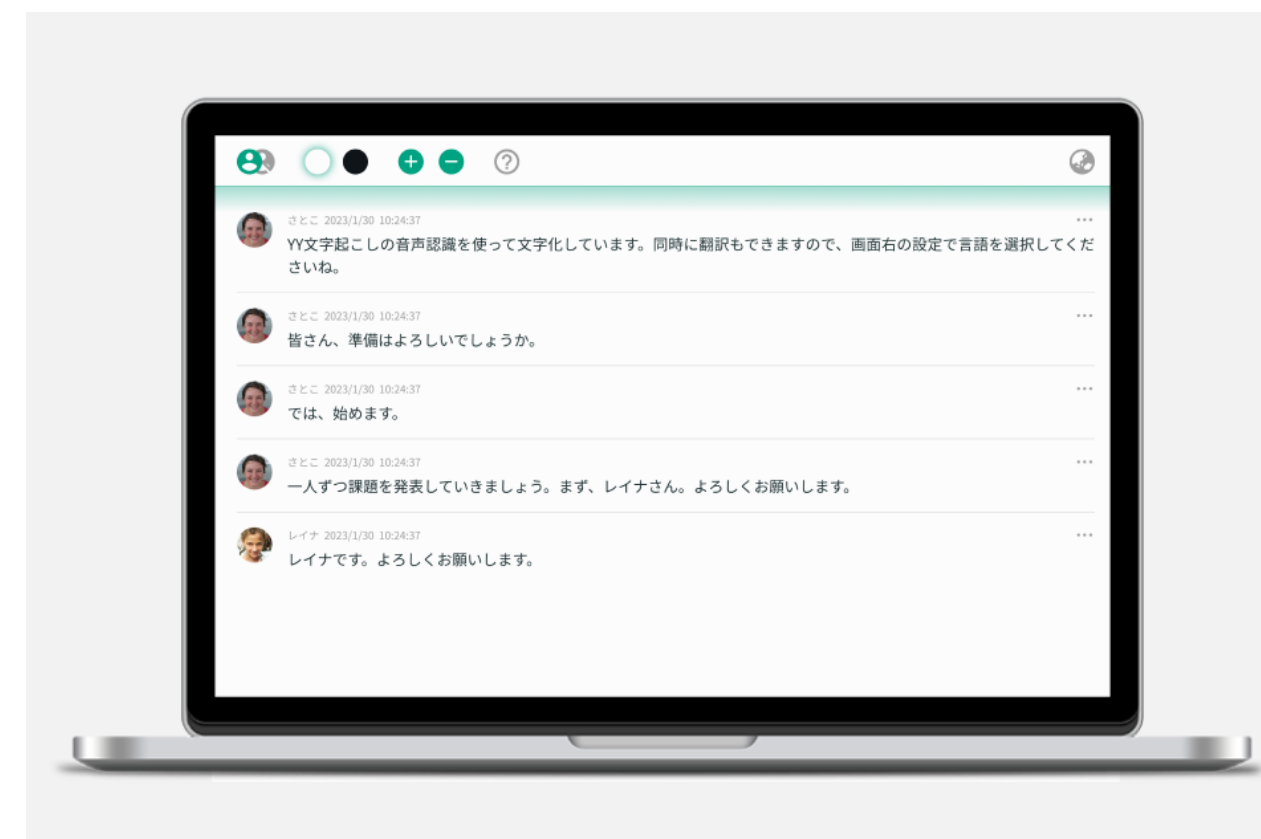 さとこ 2023/1/30 10:24:37
YY文字起こしの音声認識を使って文字化しています。同時に翻訳もできますので、画面右の設定で言語を選択してくだ
さいね。
さとこ 2023/1/30 10:24:37
皆さん、準備はよろしいでしょうか。
さとこ 2023/1/30 10:24:37
では、始めます。
さとこ 2023/1/30 10:24:37
一人ずつ課題を発表していきましょう。まず、レイナさん。よろしくお願いします。
レイナ 2023/1/30 10:24:37
レイナです。よろしくお願いします。